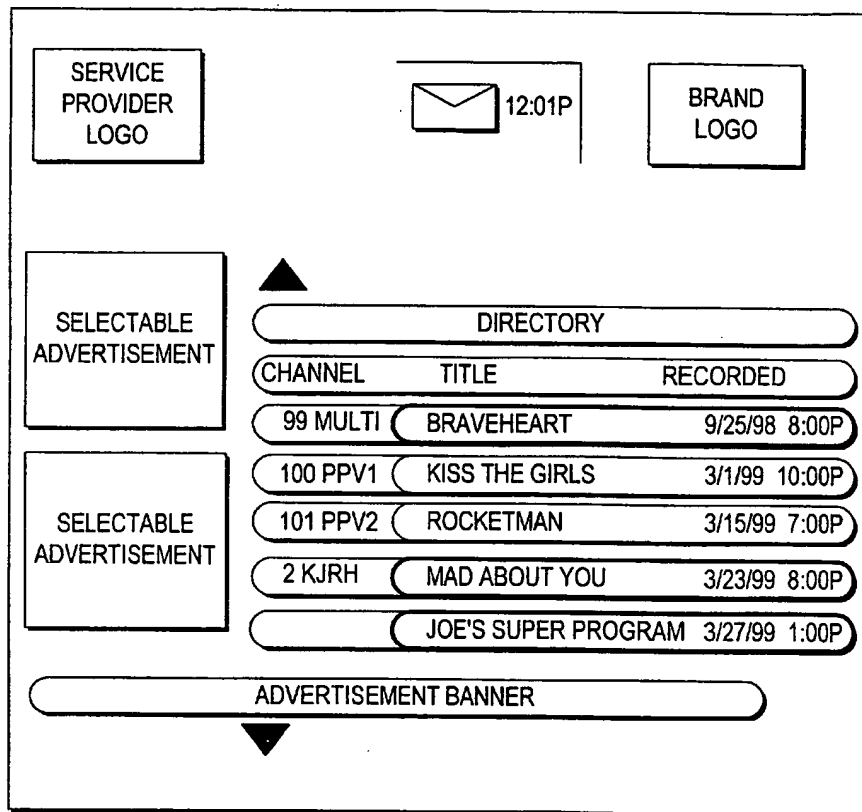 SERVICE
PROVIDER
LOGO
12:01P
BRAND
LOGO
SELECTABLE
ADVERTISEMENT
DIRECTORY
CHANNEL TITLE RECORDED
99 MULTI BRAVEHEART 9/25/98 8:00P
100 PPV1 KISS THE GIRLS 3/1/99 10:00P
101 PPV2 ROCKETMAN 3/15/99 7:00P
SELECTABLE
ADVERTISEMENT
2 KJRH MAD ABOUT YOU 3/23/99 8:00P
JOE'S SUPER PROGRAM 3/27/99 1:00P
ADVERTISEMENT BANNER